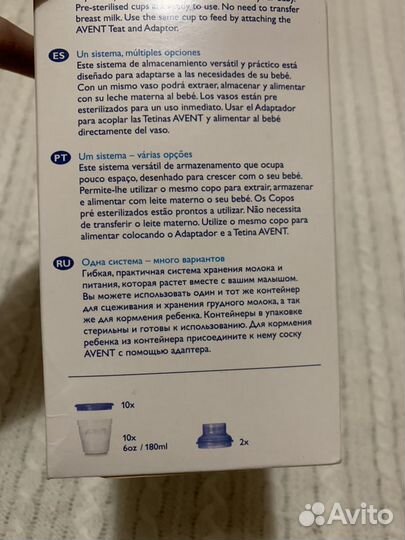 Pre-sterilised cups are ready to use. No need to transfer
breast milk. Use the same cup to feed by attaching the
AVENT Teat and Adaptor.
ES Un sistema, múltiples opciones
Este sistema de almacenamiento versátil y práctico está
diseñado para adaptarse a las necesidades de su bebé.
Con un mismo vaso podrá extraer, almacenar y alimentar
con su leche materna al bebé. Los vasos están pre
esterilizados para un uso inmediato. Usar el Adaptador
para acoplar las Tetinas AVENT y alimentar al bebé
directamente del vaso.
PT Um sistema – várias opções
Este sistema versátil de armazenamento que ocupa
pouco espaço, desenhado para crescer com o seu bebé.
Permite-lhe utilizar o mesmo copo para extrair, armazenar
e alimentar com leite materno o seu bebé. Os Copos
pré esterilizados estão prontos a utilizar. Não necessita
de transferir o leite materno. Utilize o mesmo copo para
alimentar colocando o Adaptador e a Tetina AVENT.
RU Одна система – много вариантов
Гибкая, практичная система хранения молока и
питания, которая растет вместе с вашим малышом.
Вы можете использовать один и тот же контейнер
для сцеживания и хранения грудного молока, а так
же для кормления ребенка. Контейнеры в упаковке
стерильны и готовы к использованию. Для кормления
ребенка из контейнера присоедините к нему соску
AVENT с помощью адаптера.
10x
10x
6oz / 180ml
2x
Avito